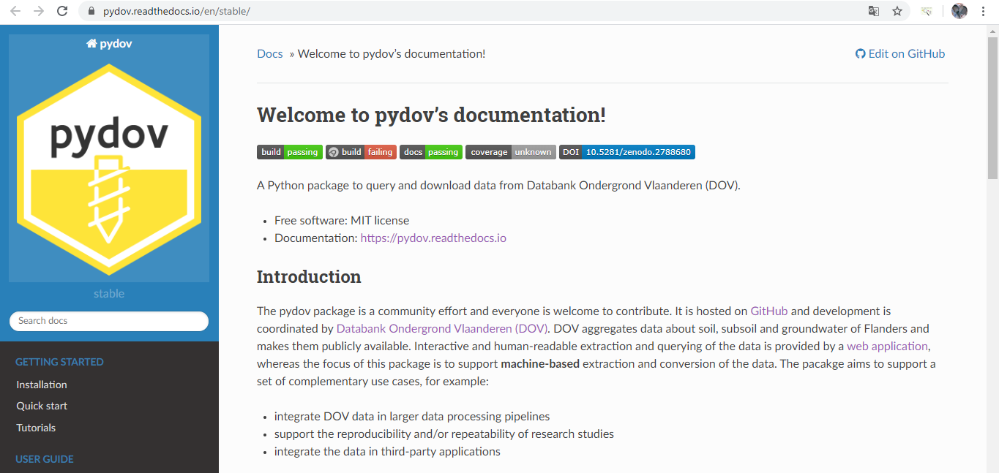 pydov.readthedocs.io/en/stable/
pydov
pydov
stable
Search docs
GETTING STARTED
Installation
Quick start
Tutorials
USER GUIDE
Docs » Welcome to pydov's documentation!
Edit on GitHub
Welcome to pydov's documentation!
build passing build failing docs passing coverage unknown DOI 10.5281/zenodo.2788680
A Python package to query and download data from Databank Ondergrond Vlaanderen (DOV).
• Free software: MIT license
• Documentation: https://pydov.readthedocs.io
Introduction
The pydov package is a community effort and everyone is welcome to contribute. It is hosted on GitHub and development is
coordinated by Databank Ondergrond Vlaanderen (DOV). DOV aggregates data about soil, subsoil and groundwater of Flanders and
makes them publicly available. Interactive and human-readable extraction and querying of the data is provided by a web application,
whereas the focus of this package is to support machine-based extraction and conversion of the data. The pacakge aims to support a
set of complementary use cases, for example:
• integrate DOV data in larger data processing pipelines
• support the reproducibility and/or repeatability of research studies
• integrate the data in third-party applications